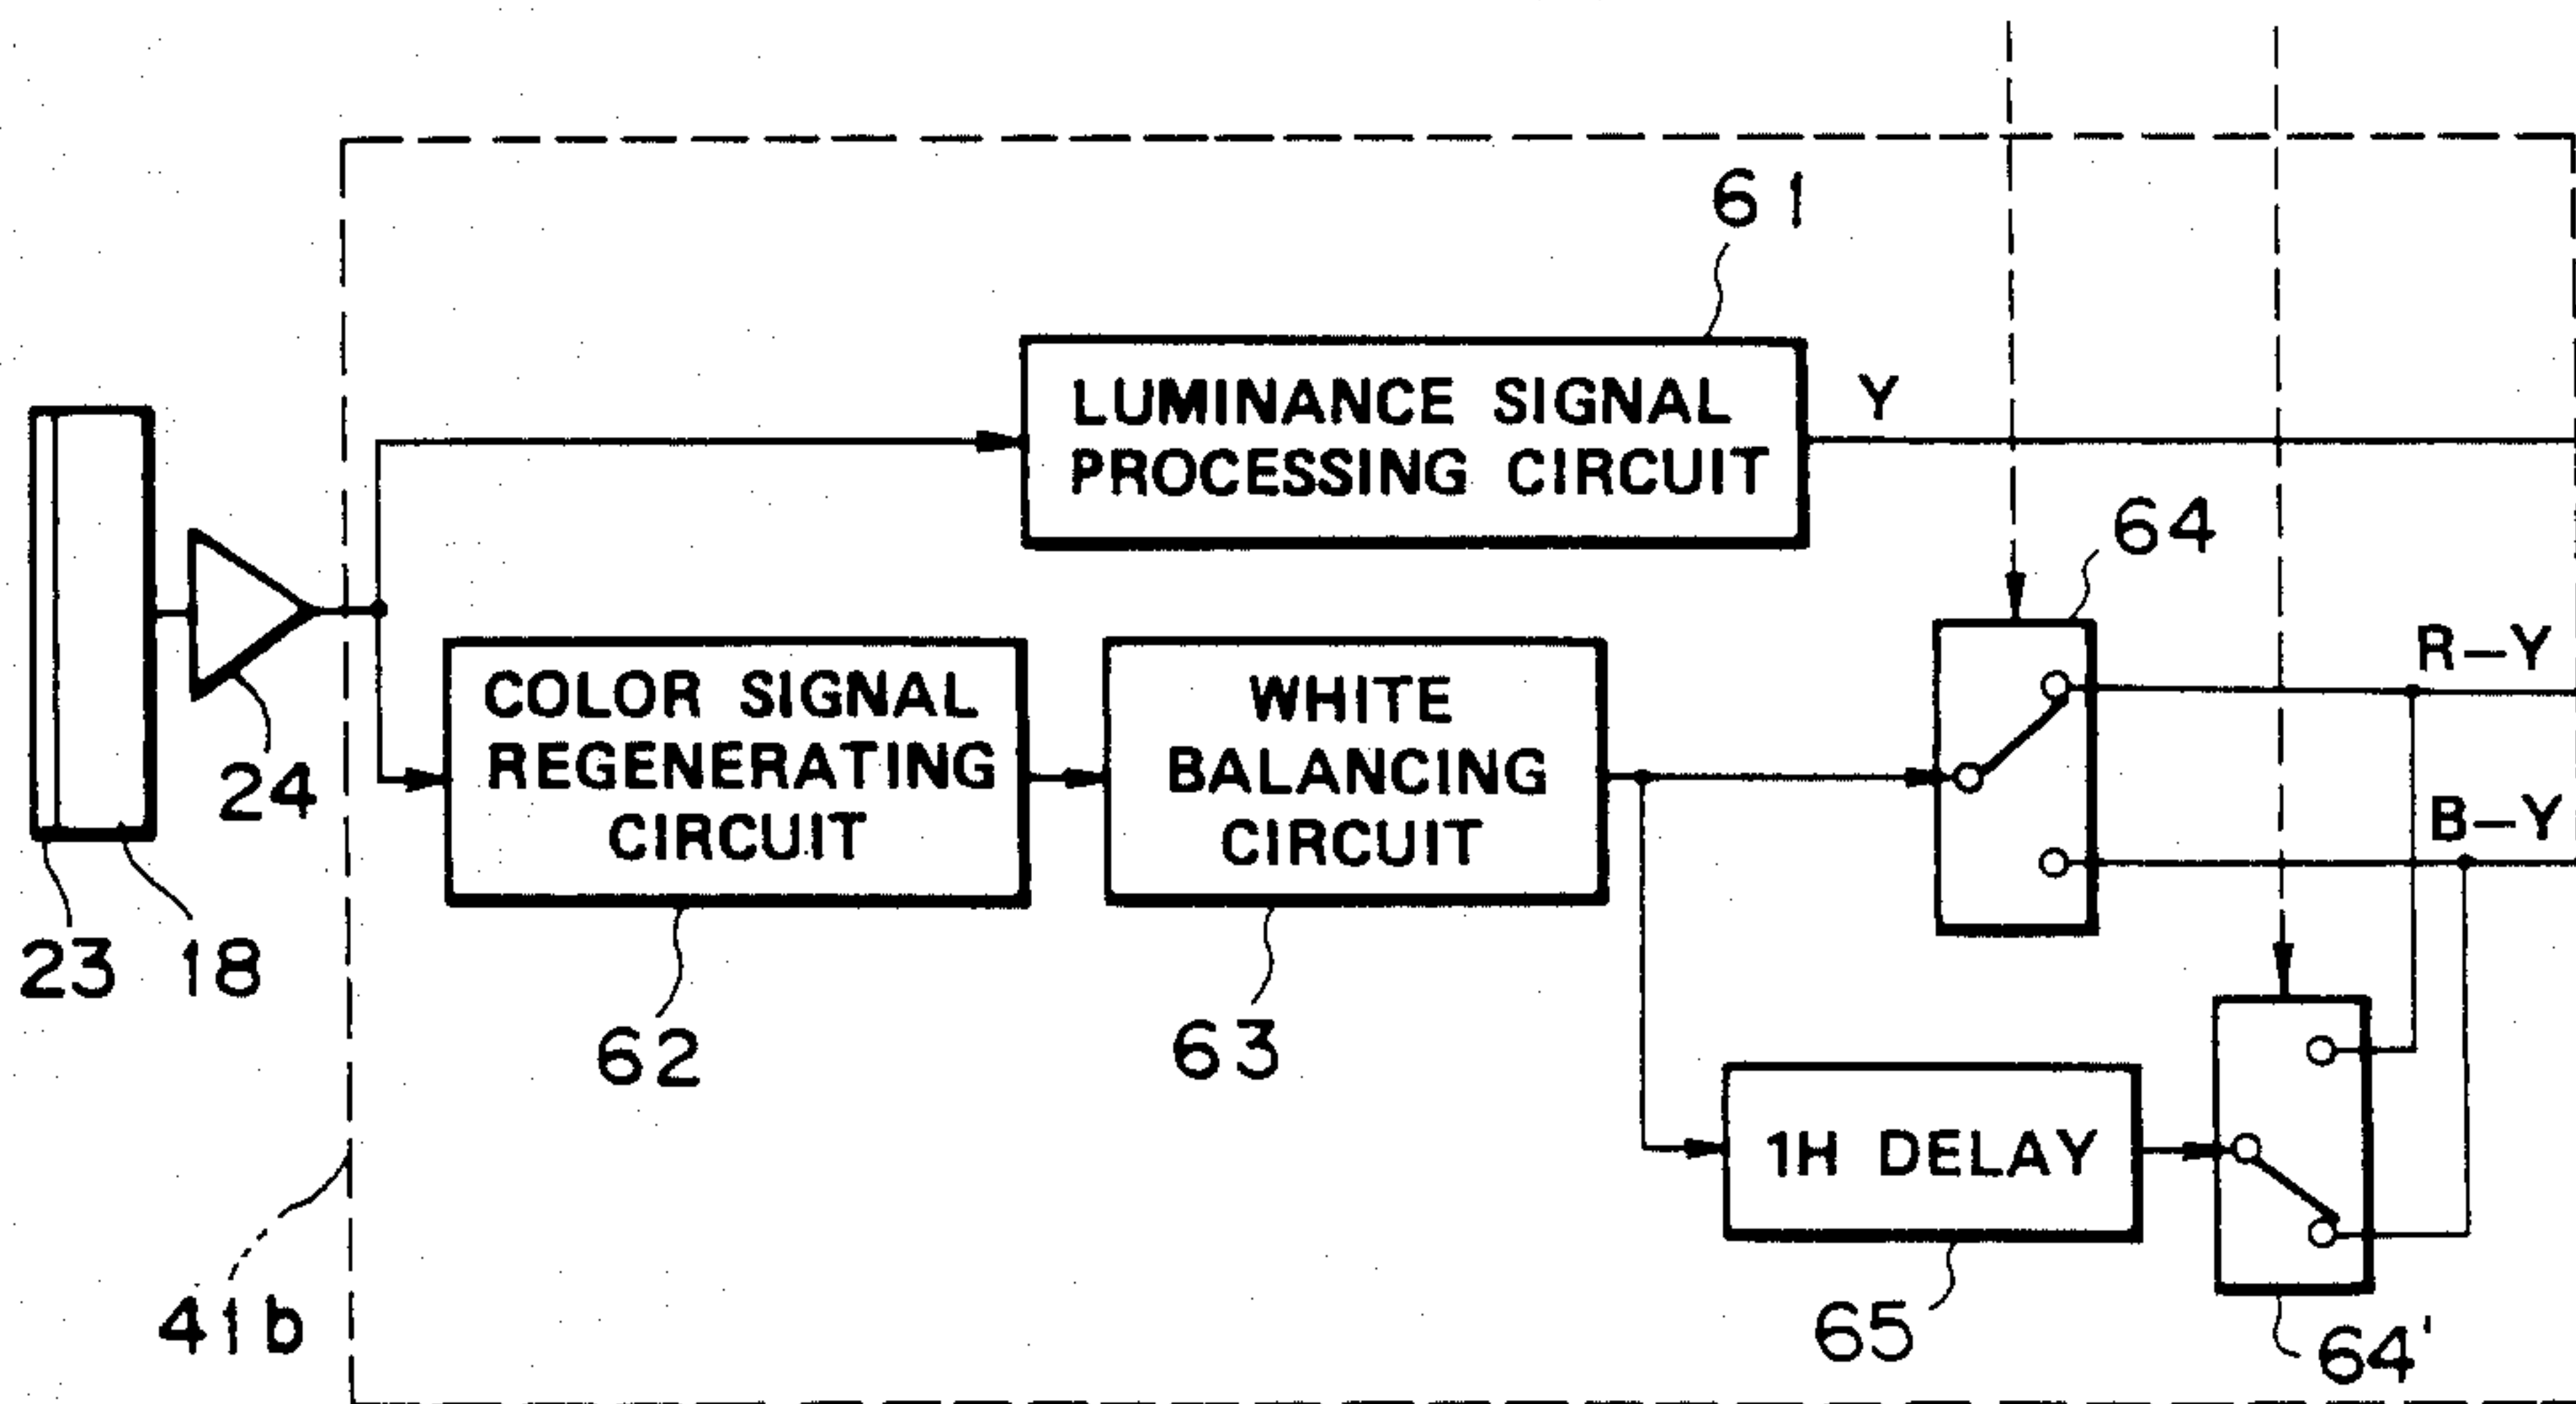 61
LUMINANCE SIGNAL
PROCESSING CIRCUIT
Y
64
24
COLOR SIGNAL
REGENERATING
CIRCUIT
WHITE
BALANCING
CIRCUIT
R-Y
B-Y
23
18
62
63
1H DELAY
65
64'
41b